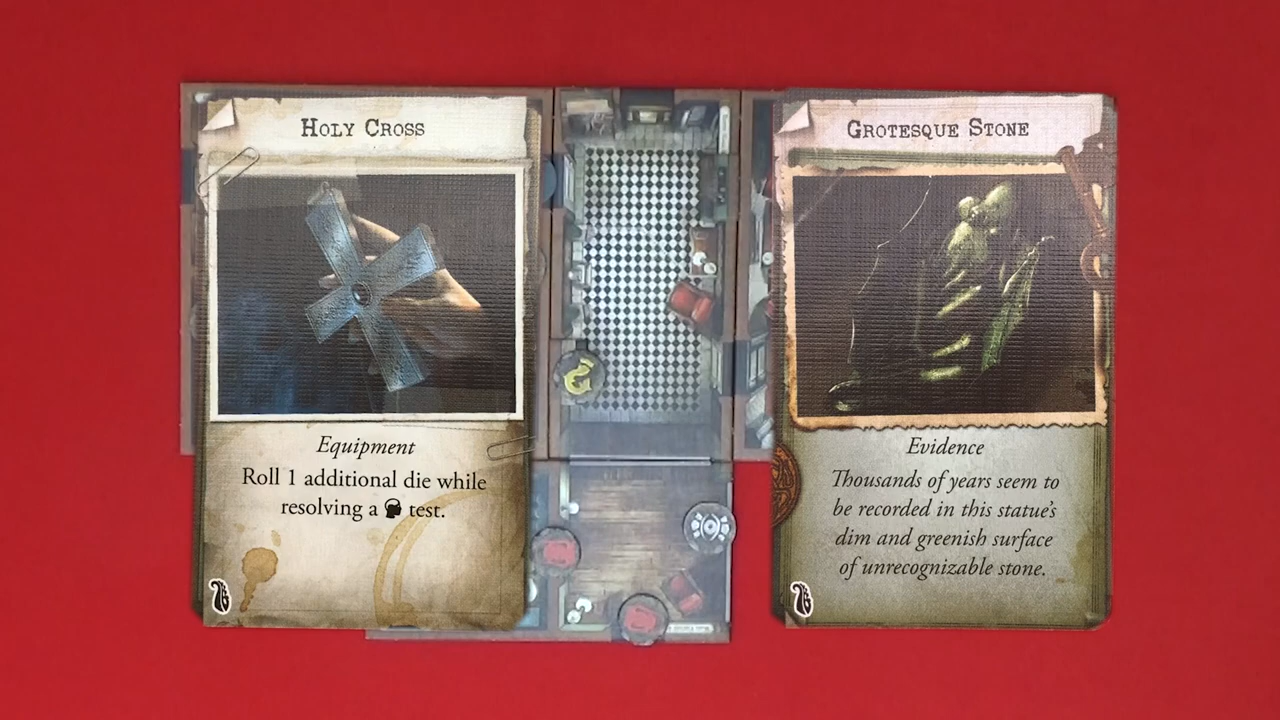 Holy Cross
Equipment
Roll 1 additional die while
resolving a test.
Grotesque Stone
Evidence
Thousands of years seem to
be recorded in this statue's
dim and greenish surface
of unrecognizable stone.